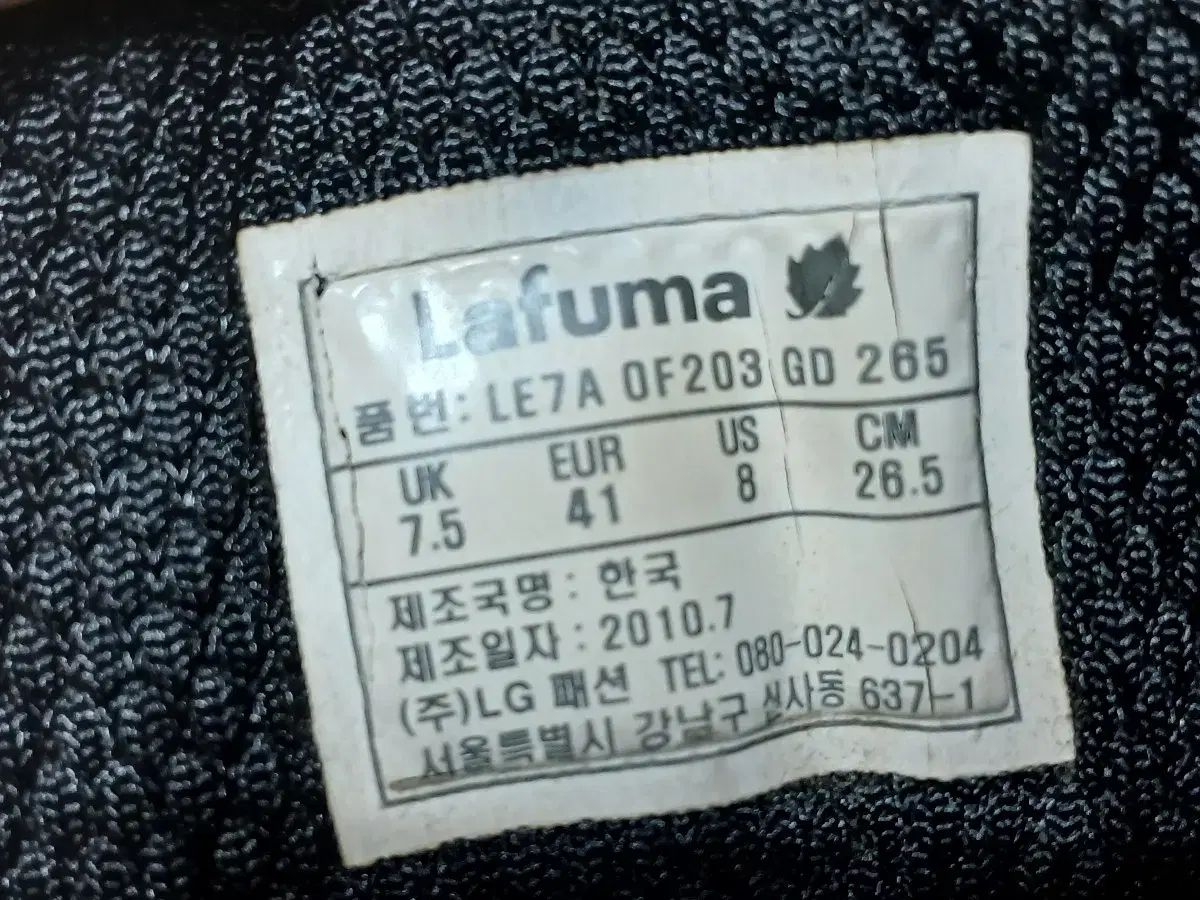 Lafuma
품 번: LE7A 0F203 GD 265
UK EUR US CM
7.5 41 8 26.5
제조국명 : 한국
제조일자 : 2010.7
(주)LG 패션 TEL: 080-024-0204
서울특별시 강남구 신사동 637-1